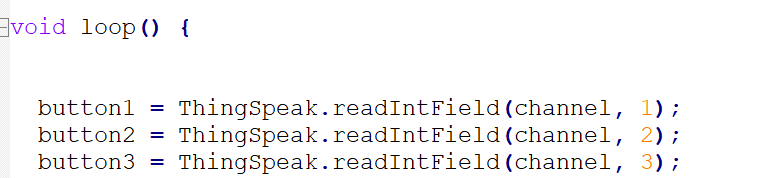 void loop() {
button1 = ThingSpeak.readIntField(channel, 1);
button2 = ThingSpeak.readIntField(channel, 2);
button3 = ThingSpeak.readIntField(channel, 3);